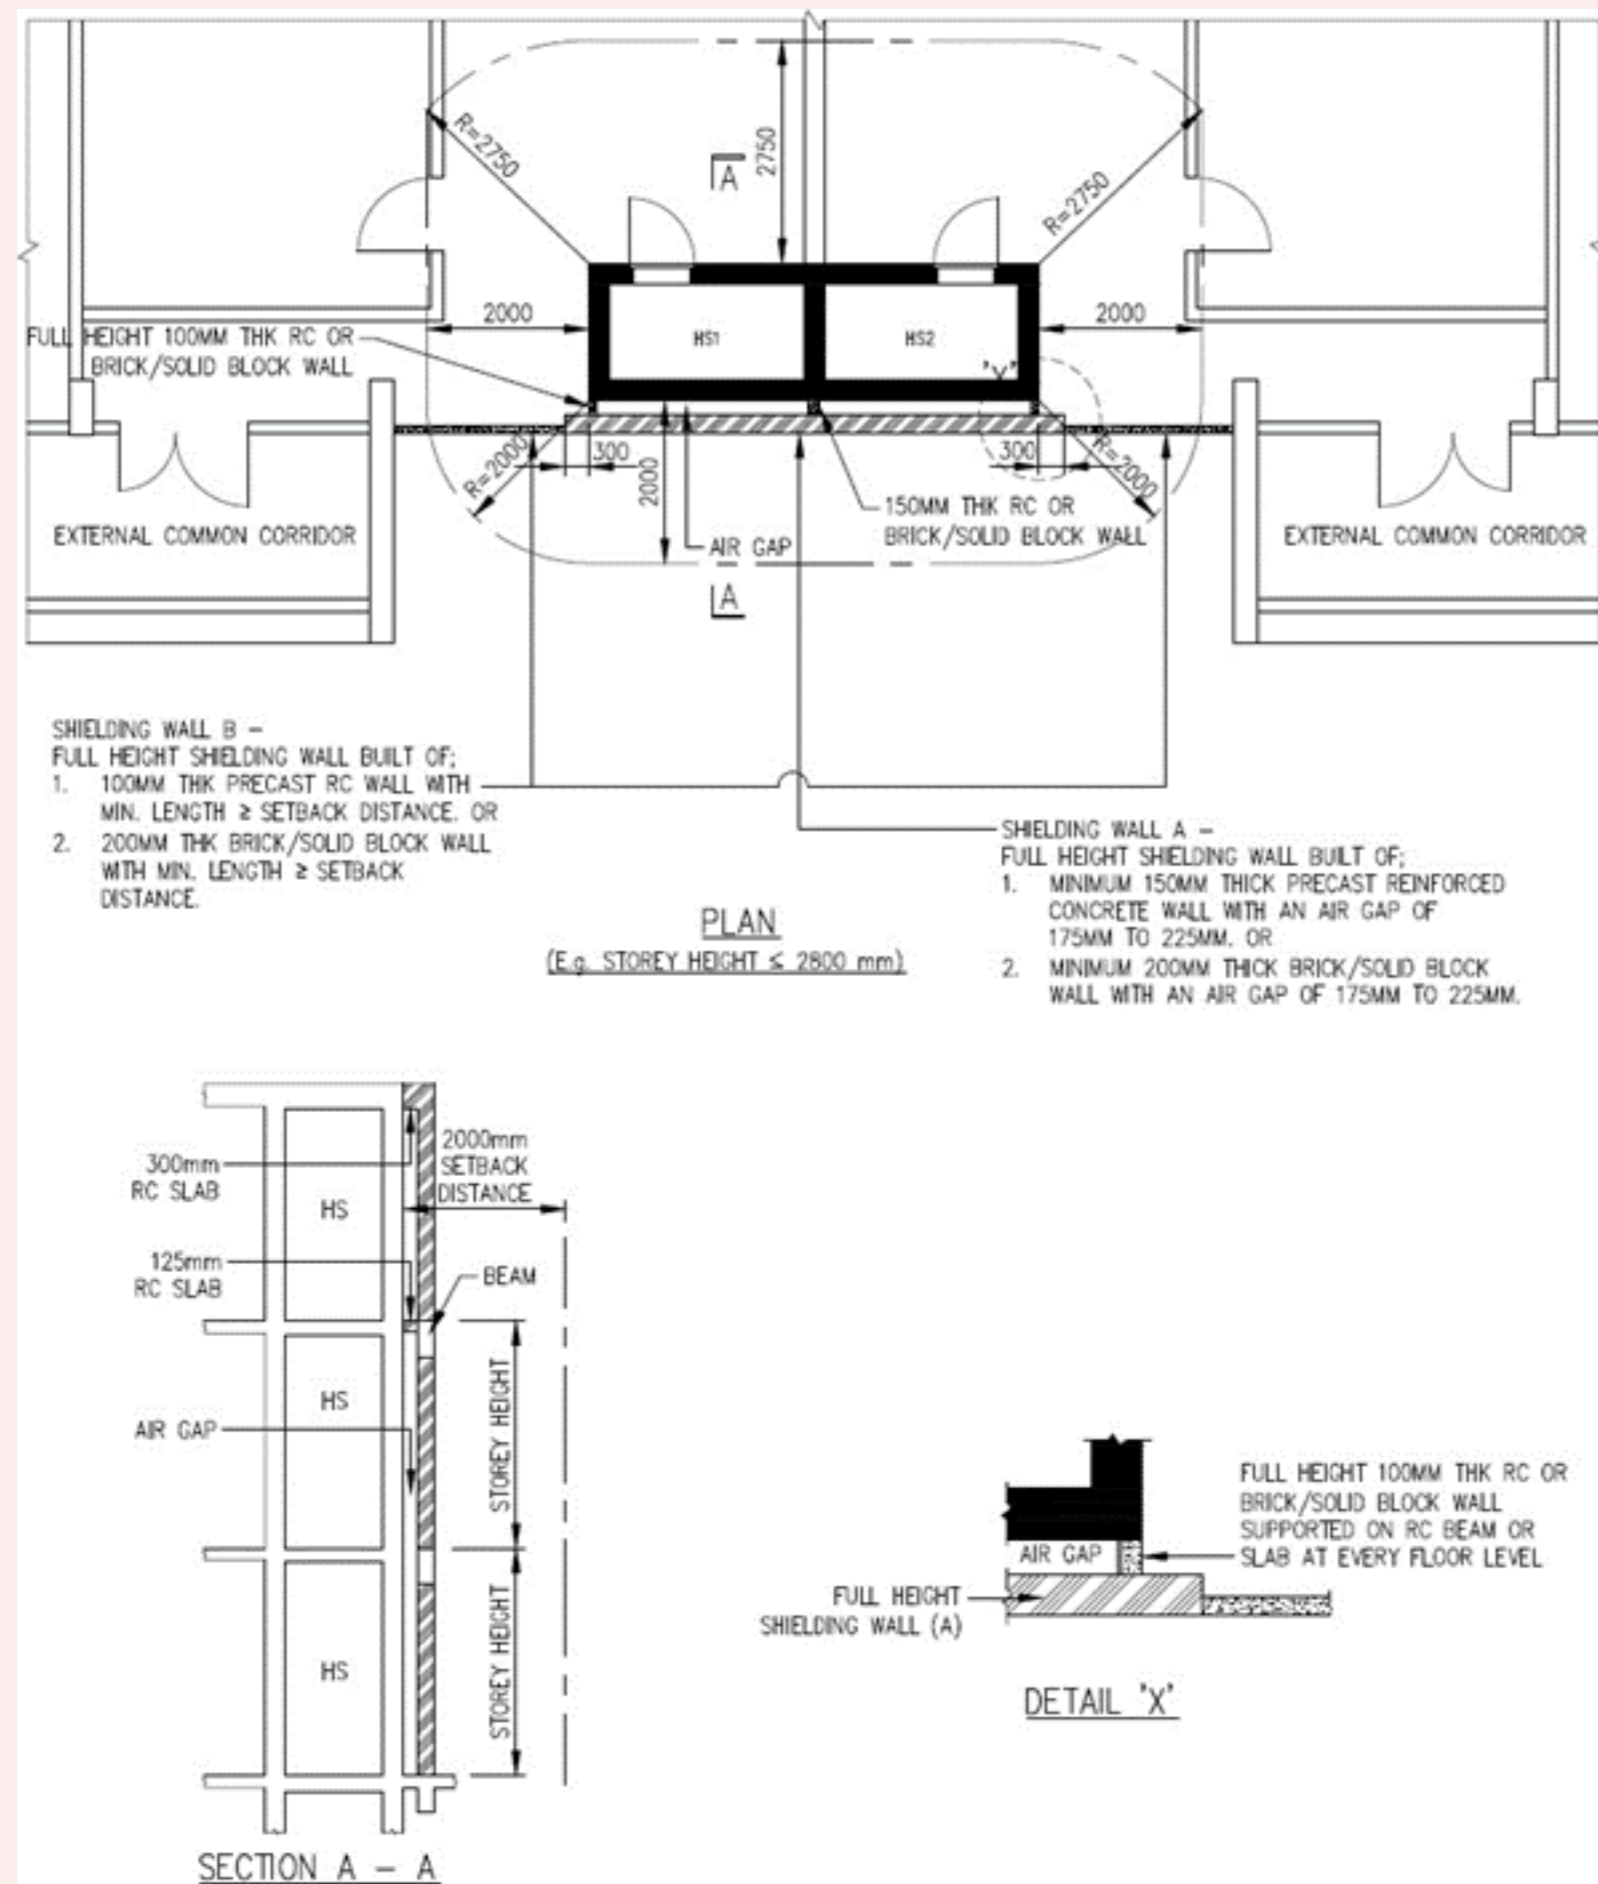 R=2750
2750
A
R=2750
2000
2000
FULL HEIGHT 100MM THK RC OR
BRICK/SOLID BLOCK WALL
HS1
HS2
'X'
300
300
R=2000
2000
R=2000
150MM THK RC OR
BRICK/SOLID BLOCK WALL
AIR GAP
EXTERNAL COMMON CORRIDOR
EXTERNAL COMMON CORRIDOR
A
SHIELDING WALL B –
FULL HEIGHT SHIELDING WALL BUILT OF;
1. 100MM THK PRECAST RC WALL WITH
MIN. LENGTH ≥ SETBACK DISTANCE. OR
2. 200MM THK BRICK/SOLID BLOCK WALL
WITH MIN. LENGTH ≥ SETBACK
DISTANCE.
SHIELDING WALL A –
FULL HEIGHT SHIELDING WALL BUILT OF;
1. MINIMUM 150MM THICK PRECAST REINFORCED
CONCRETE WALL WITH AN AIR GAP OF
175MM TO 225MM. OR
2. MINIMUM 200MM THICK BRICK/SOLID BLOCK
WALL WITH AN AIR GAP OF 175MM TO 225MM.
PLAN
(E.g. STOREY HEIGHT ≤ 2800 mm)
300mm
RC SLAB
2000mm
SETBACK
DISTANCE
HS
125mm
RC SLAB
BEAM
HS
AIR GAP
STOREY HEIGHT
HS
STOREY HEIGHT
SECTION A – A
FULL HEIGHT 100MM THK RC OR
BRICK/SOLID BLOCK WALL
SUPPORTED ON RC BEAM OR
SLAB AT EVERY FLOOR LEVEL
AIR GAP
FULL HEIGHT
SHIELDING WALL (A)
DETAIL 'X'